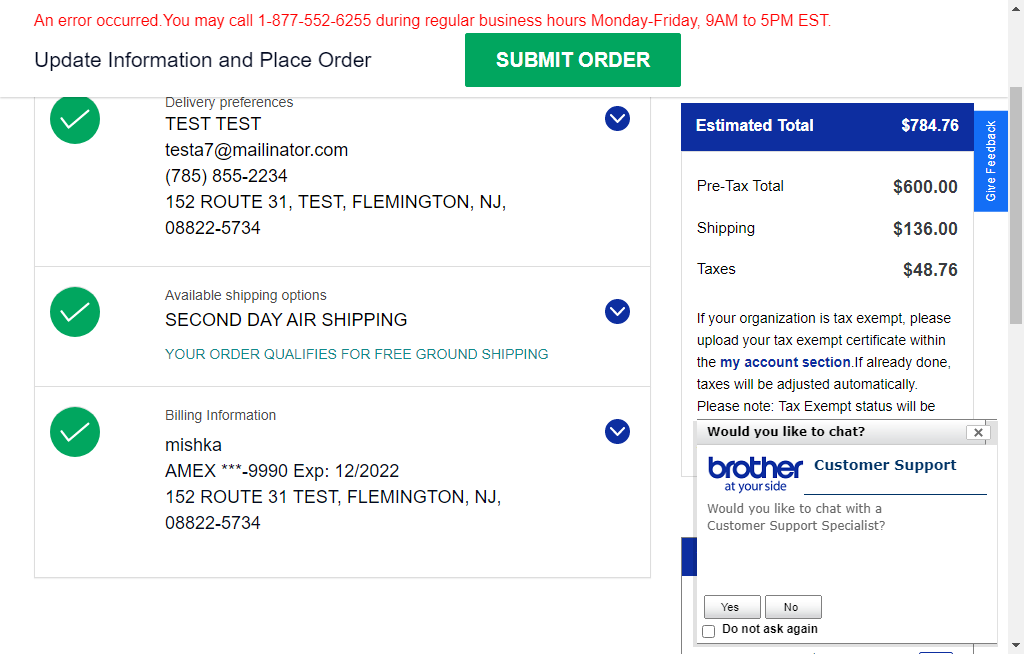 An error occurred.You may call 1-877-552-6255 during regular business hours Monday-Friday, 9AM to 5PM EST.
Update Information and Place Order
SUBMIT ORDER
Delivery preferences
TEST TEST
testa7@mailinator.com
(785) 855-2234
152 ROUTE 31, TEST, FLEMINGTON, NJ,
08822-5734
Available shipping options
SECOND DAY AIR SHIPPING
YOUR ORDER QUALIFIES FOR FREE GROUND SHIPPING
Billing Information
mishka
AMEX ***-9990 Exp: 12/2022
152 ROUTE 31 TEST, FLEMINGTON, NJ,
08822-5734
Estimated Total $784.76
Pre-Tax Total $600.00
Shipping $136.00
Taxes $48.76
If your organization is tax exempt, please
upload your tax exempt certificate within
the my account section.If already done,
taxes will be adjusted automatically.
Please note: Tax Exempt status will be
Give Feedback
Would you like to chat?
brother
at your side
Customer Support
Would you like to chat with a
Customer Support Specialist?
Yes No
Do not ask again